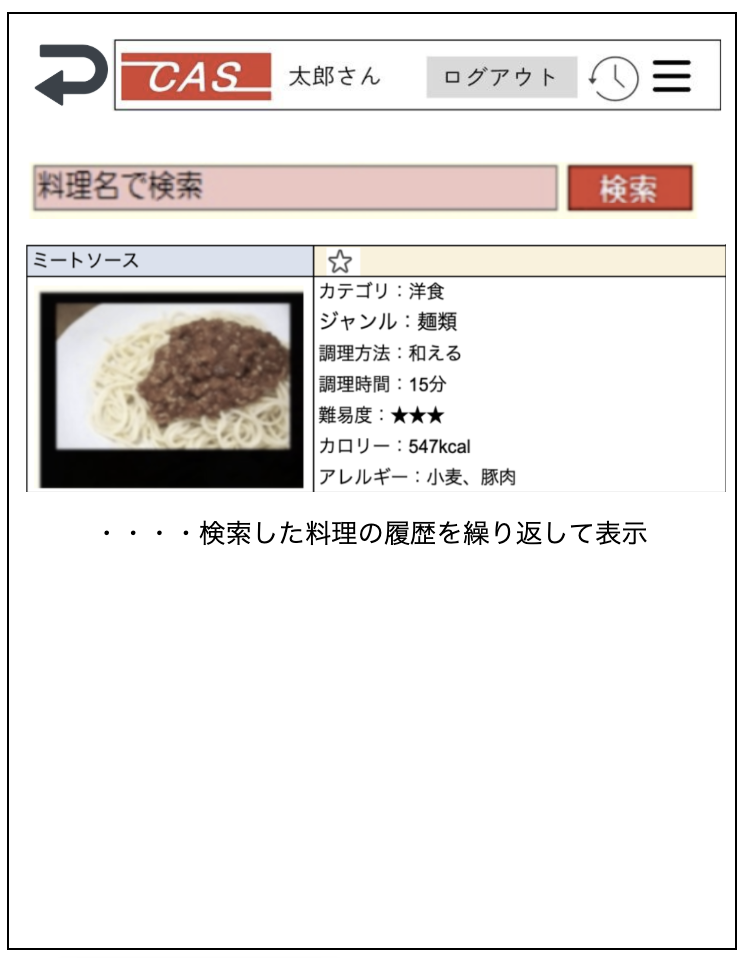 CAS 太郎さん ログアウト
料理名で検索 検索
ミートソース ☆
カテゴリ：洋食
ジャンル：麺類
調理方法：和える
調理時間：15分
難易度：★★★
カロリー：547kcal
アレルギー：小麦、豚肉
・・・・検索した料理の履歴を繰り返して表示